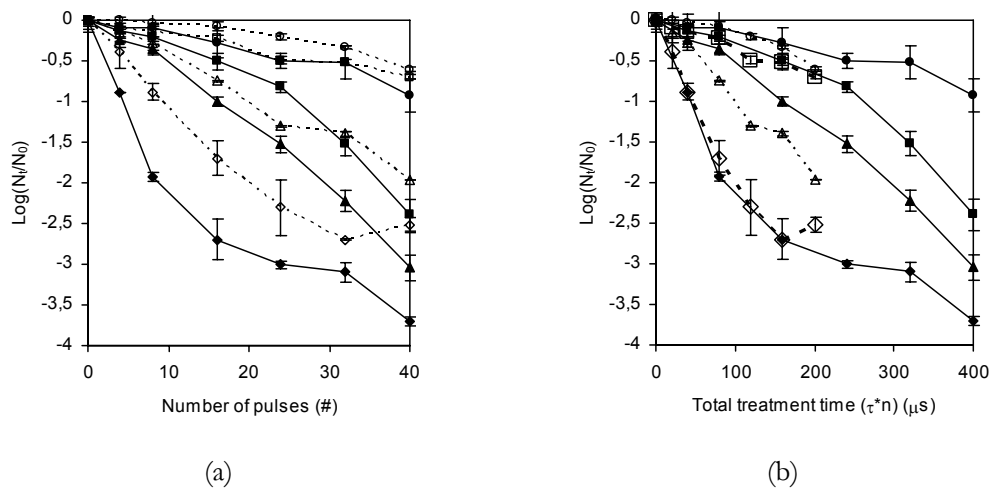 0
-0,5
-1
-1,5
-2
-2,5
-3
-3,5
-4
Log(Nt/N0)
0 10 20 30 40
Number of pulses (#)
(a)
0
-0,5
-1
-1,5
-2
-2,5
-3
-3,5
-4
Log(Nt/N0)
0 100 200 300 400
Total treatment time (τ*n) (μs)
(b)